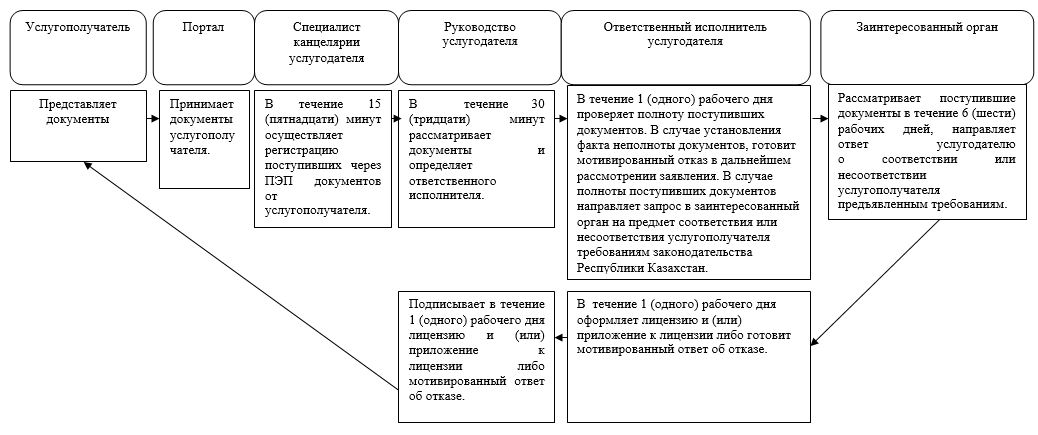 Услугополучатель
Портал
Специалист
канцелярии
услугодателя
Руководство
услугодателя
Ответственный исполнитель
услугодателя
Заинтересованный орган
Представляет
документы
Принимает
документы
услугополу
чателя.
В течение 15
(пятнадцати) минут
осуществляет
регистрацию
поступивших через
ПЭП документов
от
услугополучателя.
В течение 30
(тридцати) минут
рассматривает
документы и
определяет
ответственного
исполнителя.
В течение 1 (одного) рабочего дня
проверяет полноту поступивших
документов. В случае установления
факта неполноты документов, готовит
мотивированный отказ в дальнейшем
рассмотрении заявления. В случае
полноты поступивших документов
направляет запрос в заинтересованный
орган на предмет соответствия или
несоответствия услугополучателя
требованиям законодательства
Республики Казахстан.
Рассматривает поступившие
документы в течение 6 (шести)
рабочих дней, направляет
ответ услугодателю
о соответствии или
несоответствии
услугополучателя
предъявленным требованиям.
Подписывает в течение
1 (одного) рабочего дня
лицензию и (или)
приложение к
лицензии либо
мотивированный ответ
об отказе.
В течение 1 (одного) рабочего дня
оформляет лицензию и (или)
приложение к лицензии либо готовит
мотивированный ответ об отказе.